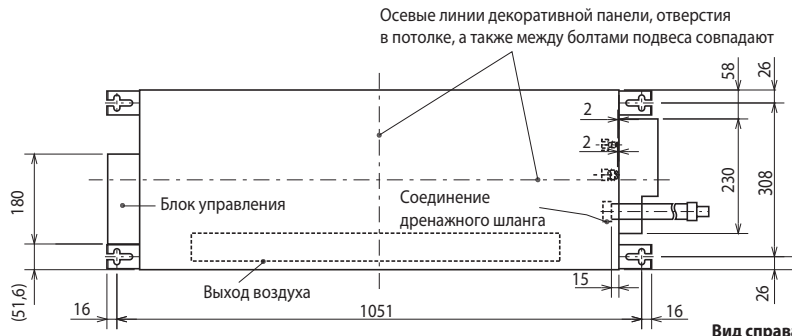 Осевые линии декоративной панели, отверстия
в потолке, а также между болтами подвеса совпадают
58
26
2
2
180
Блок управления
Соединение
дренажного шланга
230
308
(51,6)
Выход воздуха
15
16
1051
16
26
Вид справа